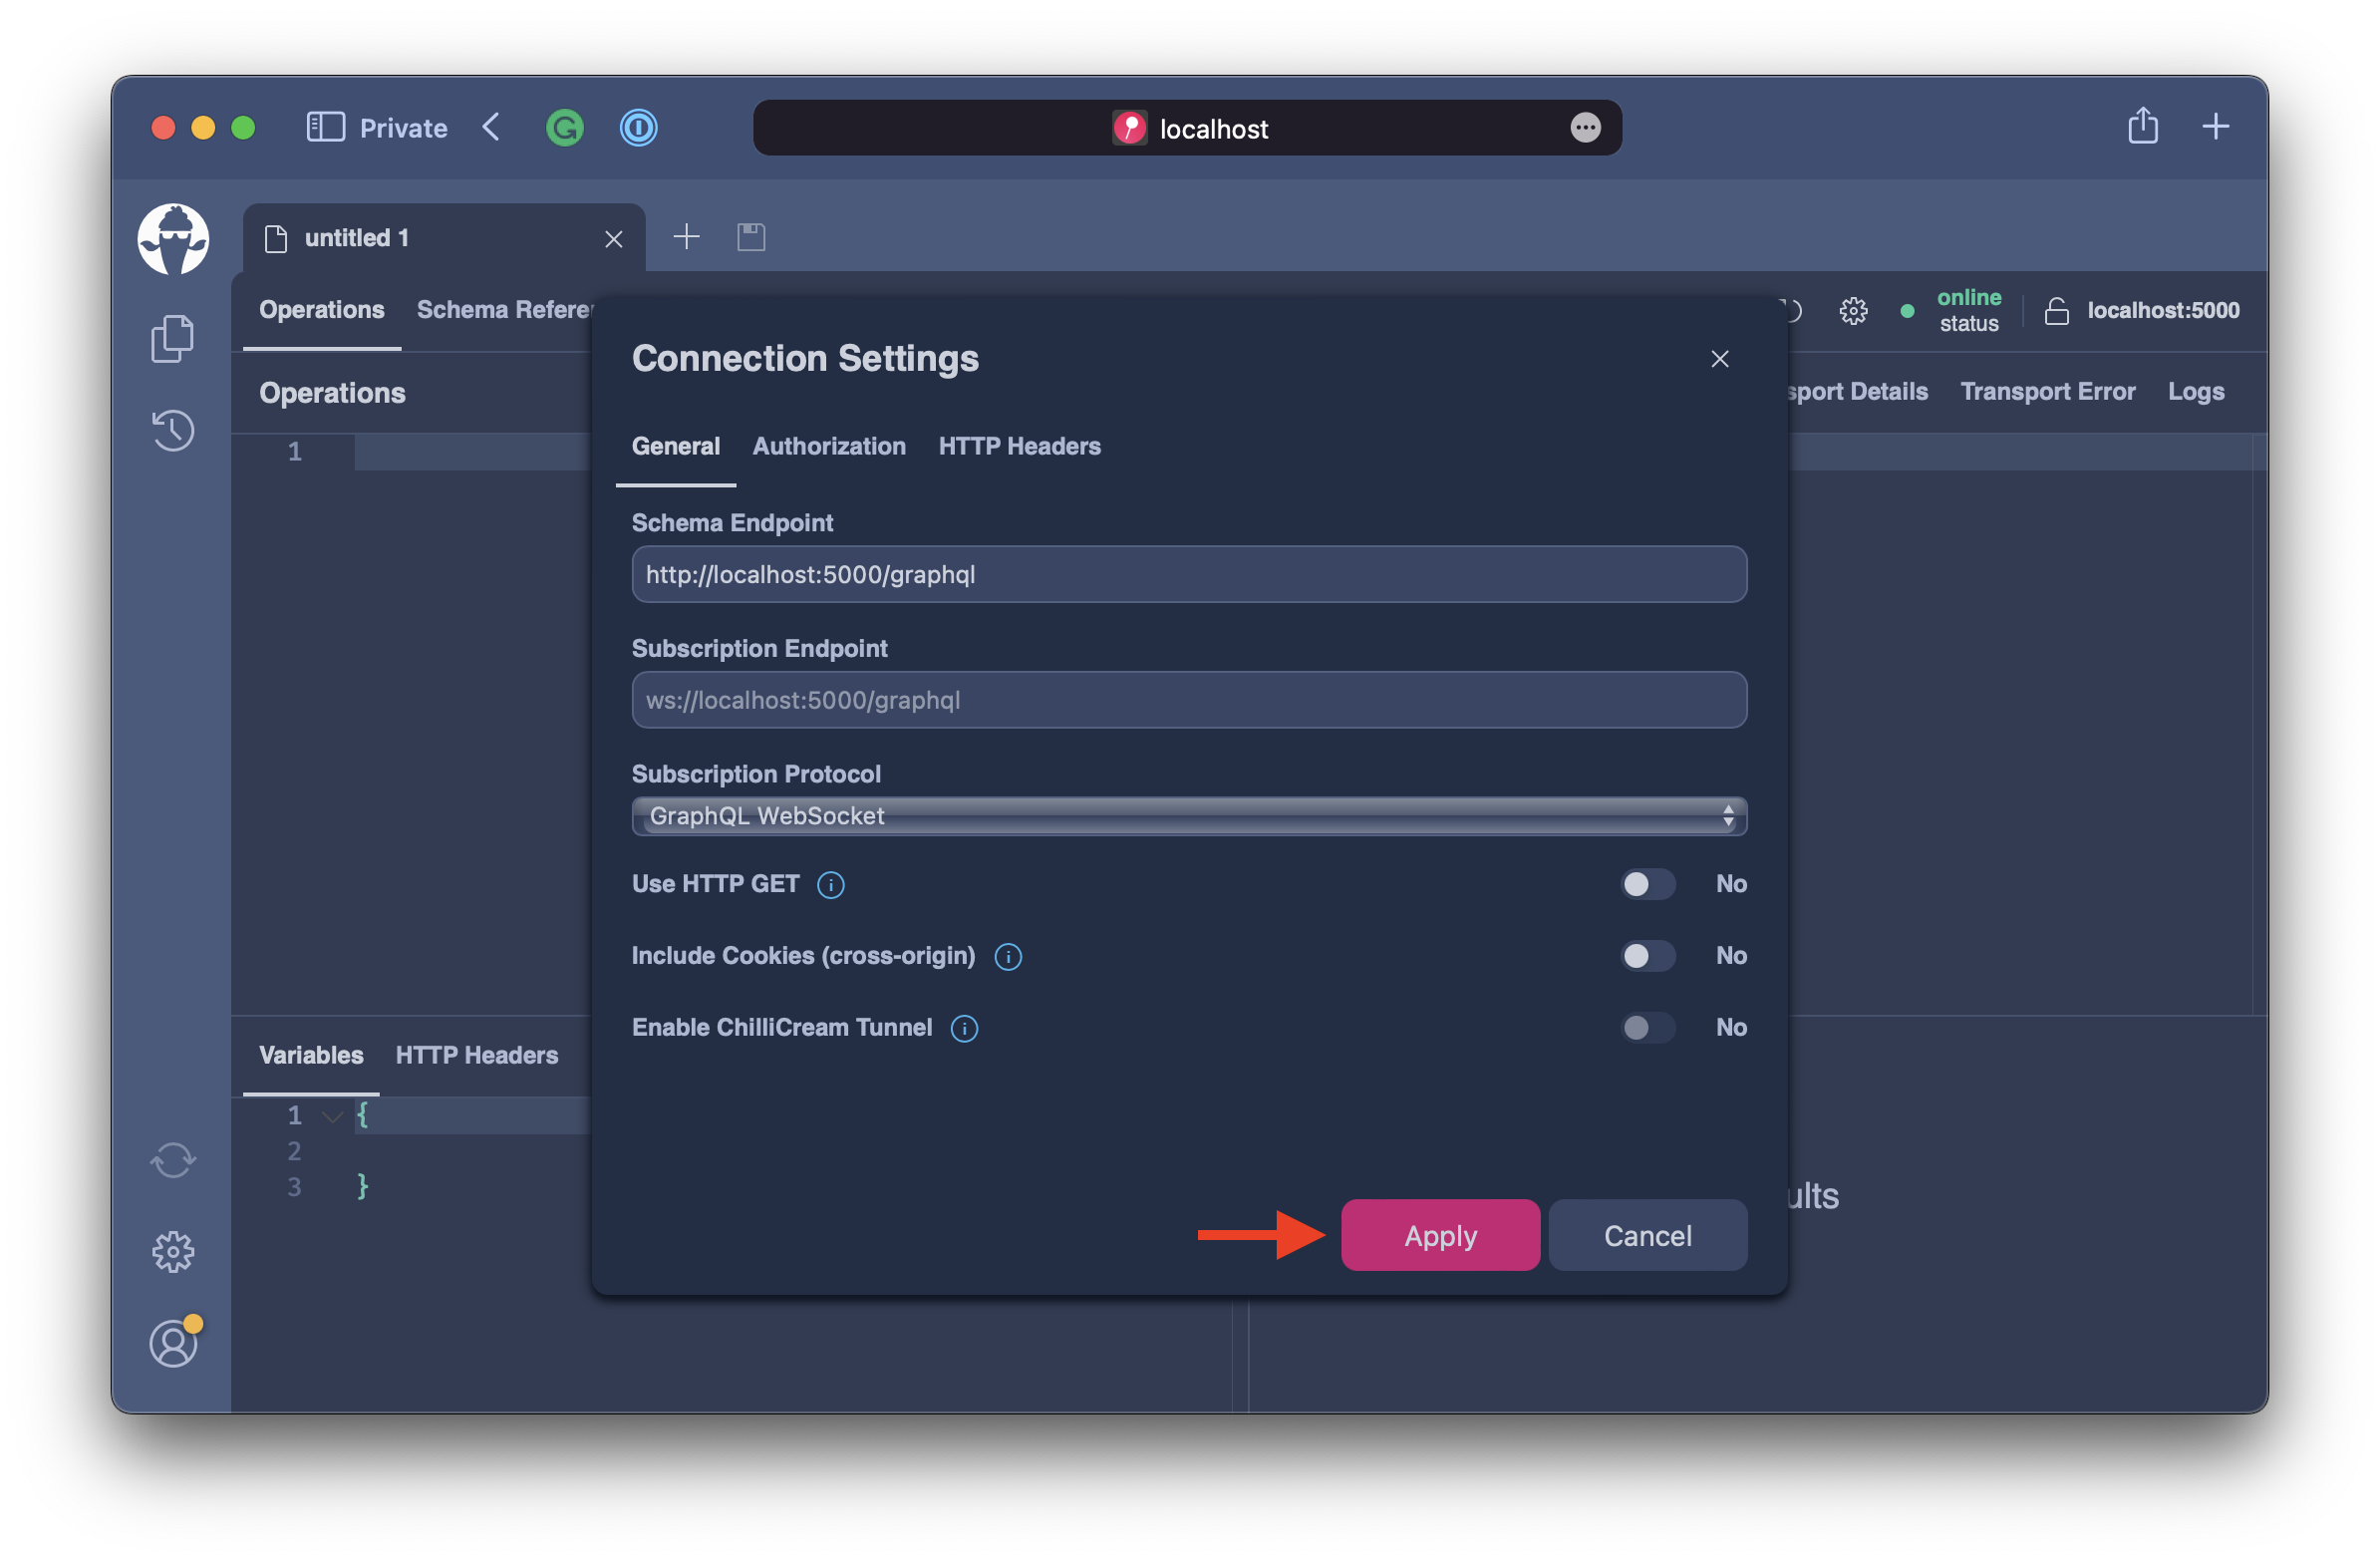 Private
localhost
untitled 1
Operations
Schema Refere
online
status
localhost:5000
Operations
sport Details
Transport Error
Logs
1
Connection Settings
General
Authorization
HTTP Headers
Schema Endpoint
http://localhost:5000/graphql
Subscription Endpoint
ws://localhost:5000/graphql
Subscription Protocol
GraphQL WebSocket
Use HTTP GET
No
Include Cookies (cross-origin)
No
Enable ChilliCream Tunnel
No
Variables
HTTP Headers
1 {
2
3 }
ults
Apply
Cancel